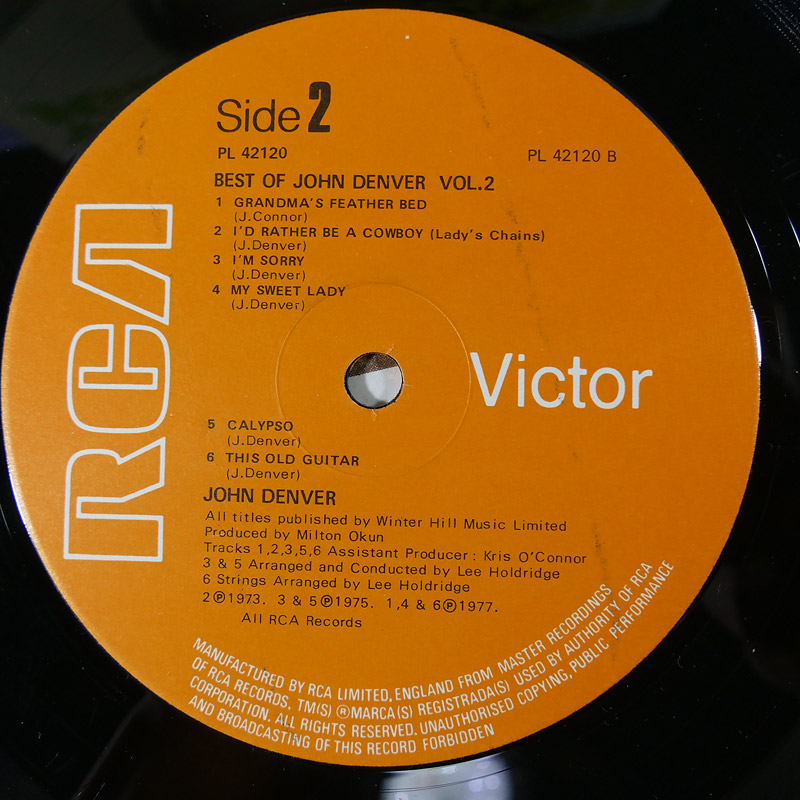 Side 2
PL 42120
PL 42120 B
BEST OF JOHN DENVER VOL.2
1 GRANDMA'S FEATHER BED
(J.Connor)
2 I'D RATHER BE A COWBOY (Lady's Chains)
(J.Denver)
3 I'M SORRY
(J.Denver)
4 MY SWEET LADY
(J.Denver)
RCA
Victor
5 CALYPSO
(J.Denver)
6 THIS OLD GUITAR
(J.Denver)
JOHN DENVER
All titles published by Winter Hill Music Limited
Produced by Milton Okun
Tracks 1,2,3,5,6 Assistant Producer : Kris O'Connor
3 & 5 Arranged and Conducted by Lee Holdridge
6 Strings Arranged by Lee Holdridge
2 ℗1973. 3 & 5℗1975. 1,4 & 6℗1977.
All RCA Records
MANUFACTURED BY RCA LIMITED, ENGLAND FROM MASTER RECORDINGS
OF RCA RECORDS. TM(S) ® MARCA(S) REGISTRADA(S) USED BY AUTHORITY OF RCA
CORPORATION. ALL RIGHTS RESERVED. UNAUTHORISED COPYING, PUBLIC PERFORMANCE
AND BROADCASTING OF THIS RECORD FORBIDDEN